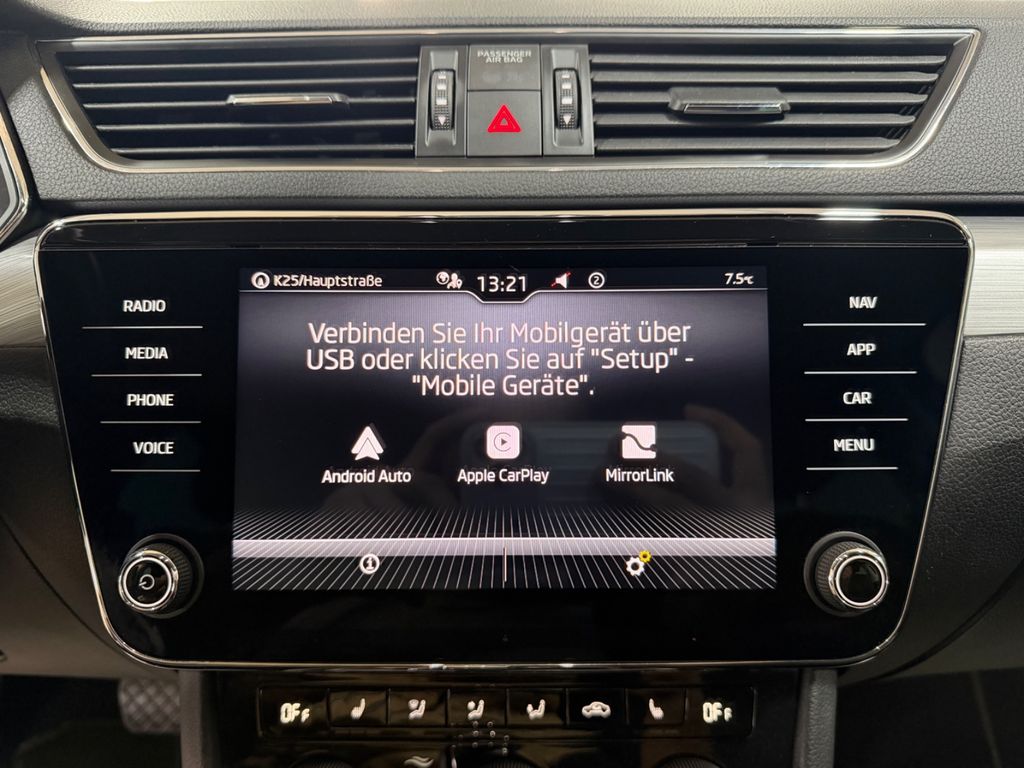 PASSENGER
AIR BAG
K25/Hauptstraße 13:21 2 7.5°C
RADIO
MEDIA
PHONE
VOICE
Verbinden Sie Ihr Mobilgerät über
USB oder klicken Sie auf "Setup" -
"Mobile Geräte".
Android Auto Apple CarPlay MirrorLink
NAV
APP
CAR
MENU
OFF OFF